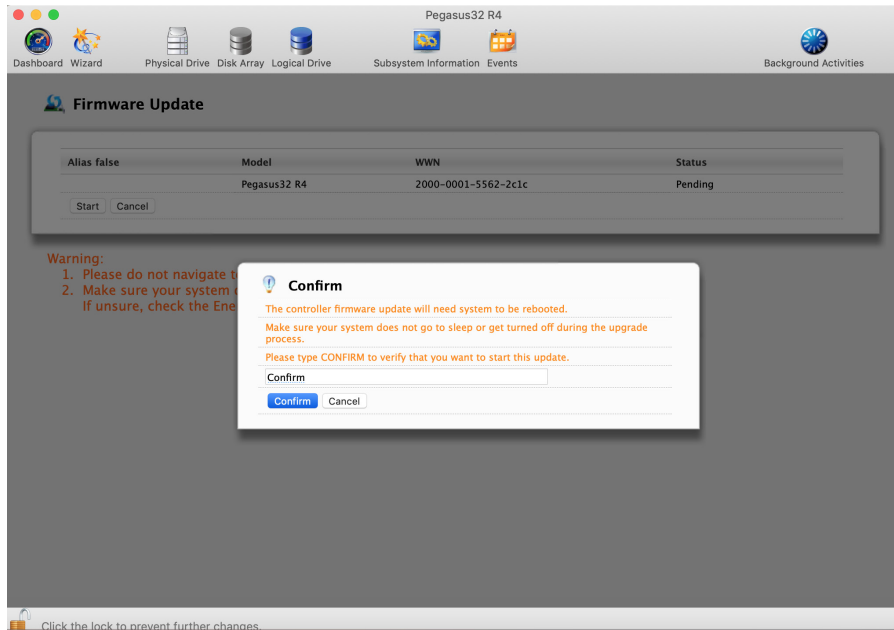 Pegasus32 R4
Dashboard Wizard Physical Drive Disk Array Logical Drive Subsystem Information Events Background Activities
Firmware Update
Alias false Model WWN Status
Pegasus32 R4 2000-0001-5562-2c1c Pending
Start Cancel
Warning:
1. Please do not navigate
2. Make sure your system
If unsure, check the Ene
Confirm
The controller firmware update will need system to be rebooted.
Make sure your system does not go to sleep or get turned off during the upgrade
process.
Please type CONFIRM to verify that you want to start this update.
Confirm
Confirm Cancel
Click the lock to prevent further changes.